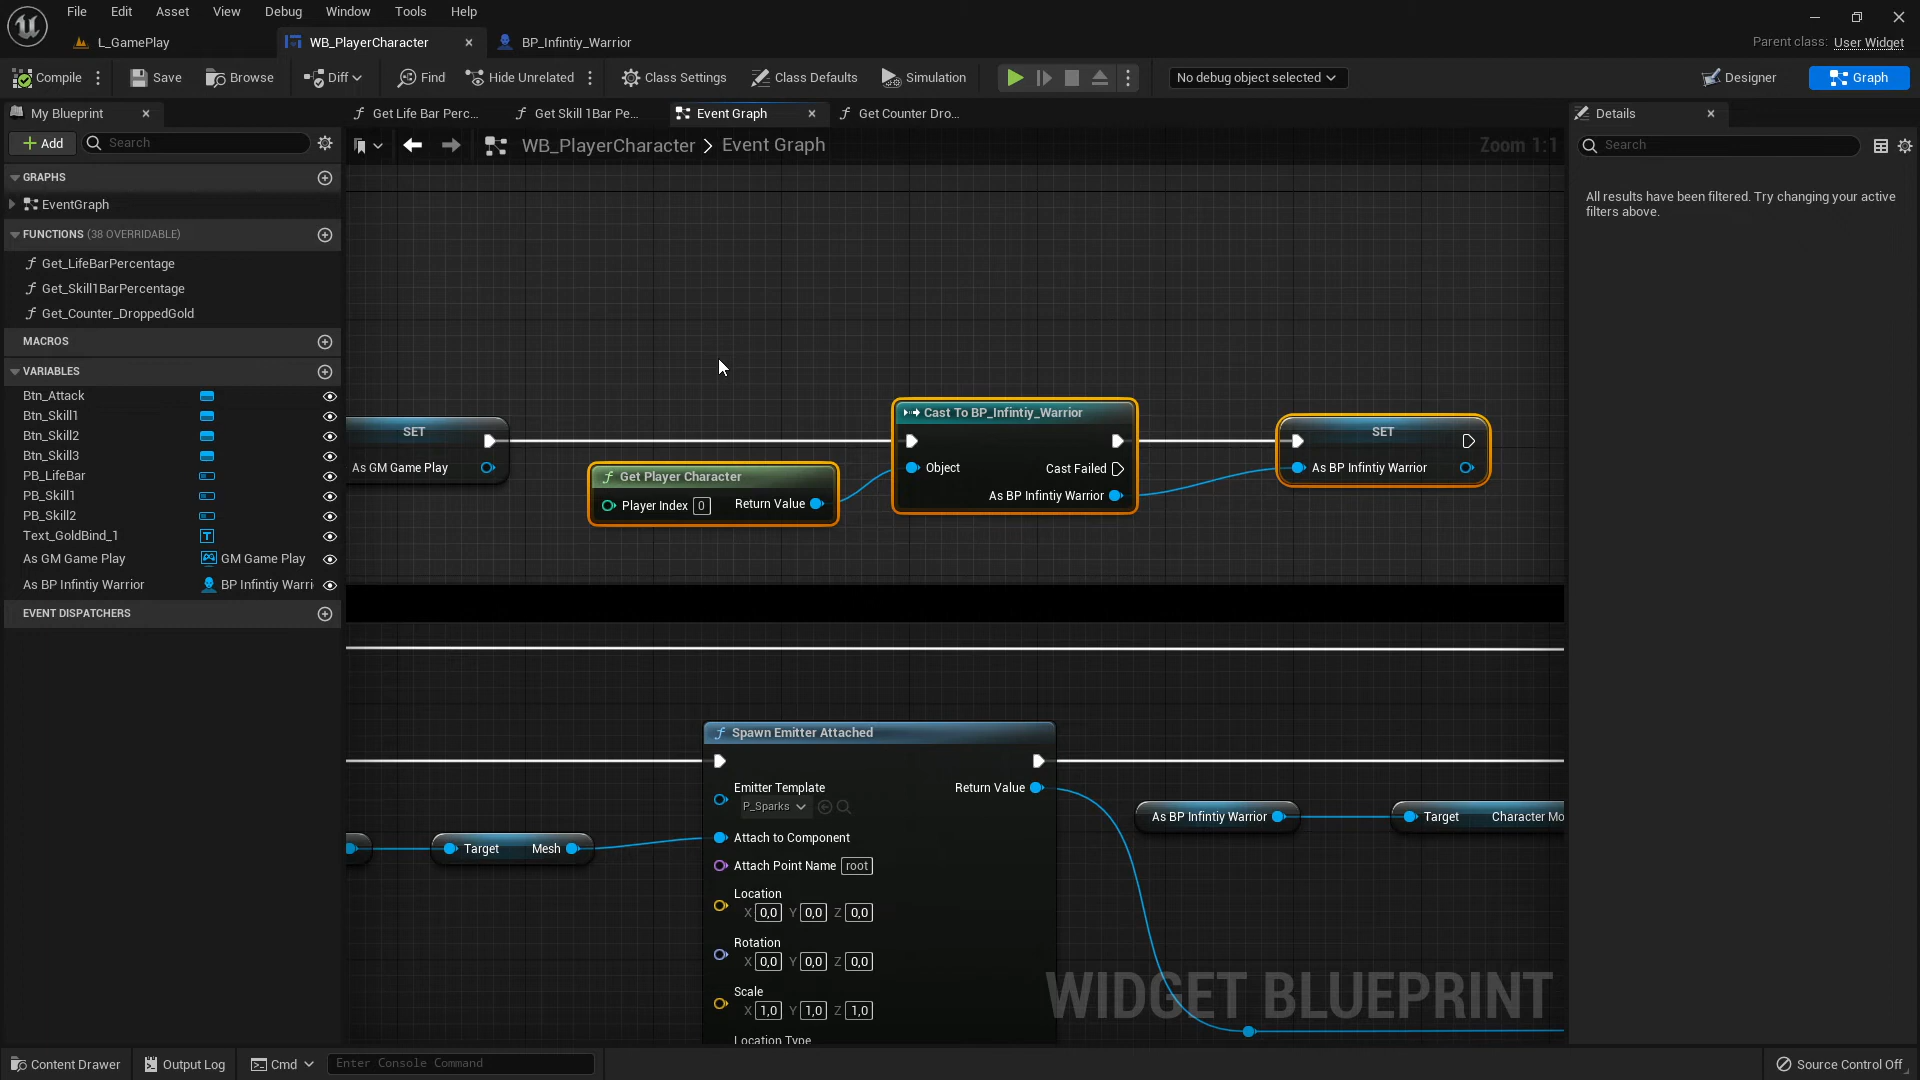 File Edit Asset View Debug Window Tools Help
L_GamePlay WB_PlayerCharacter BP_Infintiy_Warrior Parent class: User Widget
Compile Save Browse Diff Find Hide Unrelated Class Settings Class Defaults Simulation No debug object selected Designer Graph
My Blueprint Get Life Bar Perc... Get Skill 1Bar Pe... Event Graph Get Counter Dro... Details
Add Search WB_PlayerCharacter > Event Graph Zoom 1:1 Search
GRAPHS
EventGraph
FUNCTIONS (38 OVERRIDABLE)
Get_LifeBarPercentage
Get_Skill1BarPercentage
Get_Counter_DroppedGold
MACROS
VARIABLES
Btn_Attack
Btn_Skill1
Btn_Skill2
Btn_Skill3
PB_LifeBar
PB_Skill1
PB_Skill2
Text_GoldBind_1
As GM Game Play GM Game Play
As BP Infintiy Warrior BP Infintiy Warri
EVENT DISPATCHERS
All results have been filtered. Try changing your active
filters above.
SET
As GM Game Play
Get Player Character
Player Index 0 Return Value
Cast To BP_Infintiy_Warrior
Object Cast Failed
As BP Infintiy Warrior
SET
As BP Infintiy Warrior
Spawn Emitter Attached
Emitter Template Return Value
P_Sparks
Attach to Component
Attach Point Name root
Location
X 0,0 Y 0,0 Z 0,0
Rotation
X 0,0 Y 0,0 Z 0,0
Scale
X 1,0 Y 1,0 Z 1,0
Location Type
Target Mesh
As BP Infintiy Warrior
Target Character Mo
WIDGET BLUEPRINT
Content Drawer Output Log Cmd Enter Console Command Source Control Off